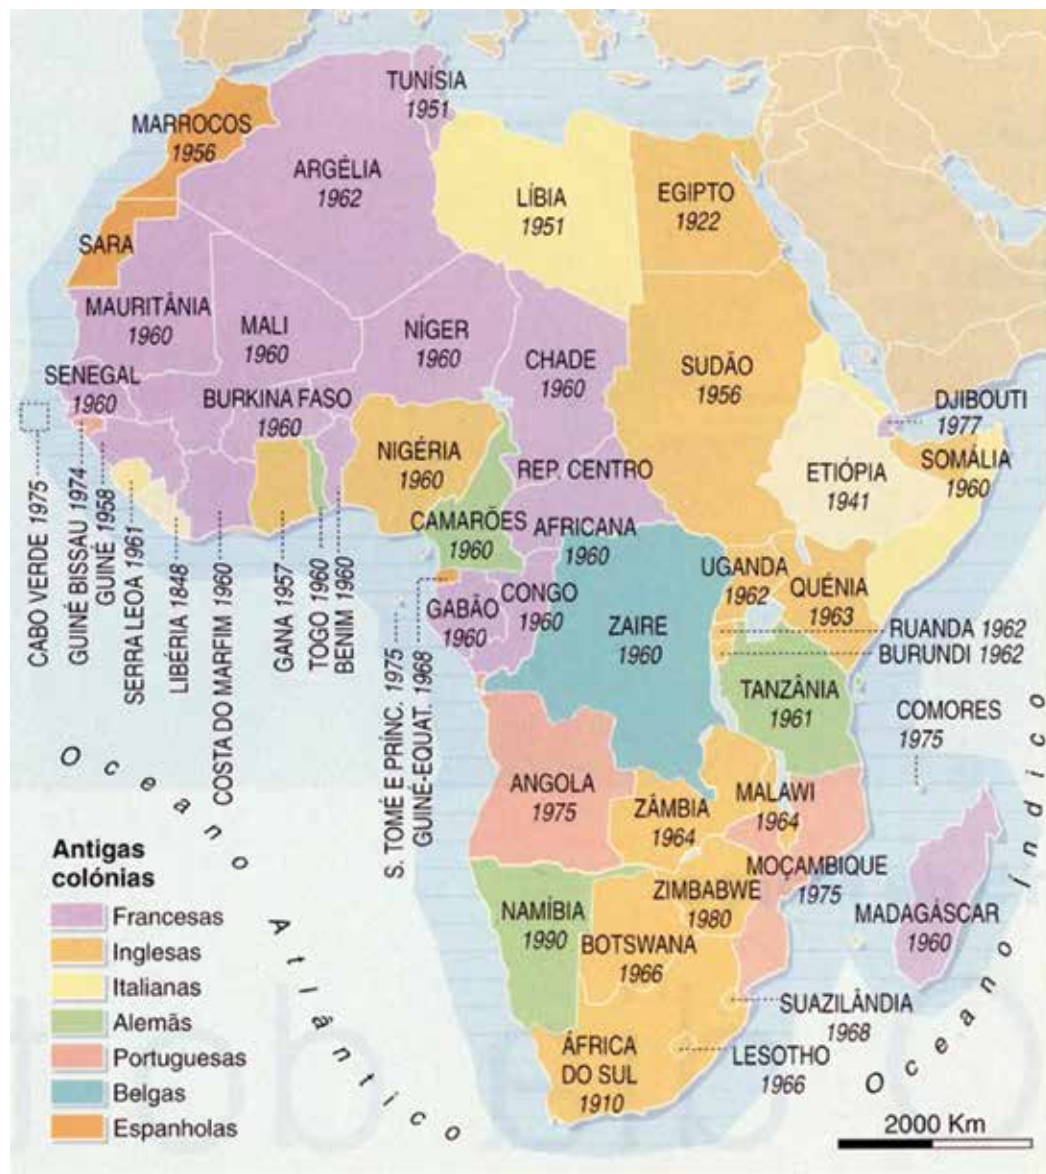 TUNÍSIA
1951
MARROCOS
1956
ARGÉLIA
1962
LÍBIA
1951
EGIPTO
1922
SARA
MAURITÂNIA
1960
MALI
1960
NÍGER
1960
CHADE
1960
SUDÃO
1956
SENEGAL
1960
BURKINA FASO
1960
NIGÉRIA
1960
DJIBOUTI
1977
SOMÁLIA
1960
ETIÓPIA
1941
REP. CENTRO
AFRICANA
1960
CAMARÕES
1960
CABO VERDE 1975
GUINÉ BISSAU 1974
GUINÉ 1958
SERRA LEOA 1961
LIBÉRIA 1848
COSTA DO MARFIM 1960
GANA 1957
TOGO 1960
BENIM 1960
S. TOMÉ E PRÍNC. 1975
GUINÉ-EQUAT. 1968
GABÃO
1960
CONGO
1960
ZAIRE
1960
UGANDA
1962
QUÉNIA
1963
RUANDA 1962
BURUNDI 1962
TANZÂNIA
1961
COMORES
1975
ANGOLA
1975
ZÂMBIA
1964
MALAWI
1964
MOÇAMBIQUE
1975
ZIMBABWE
1980
MADAGÁSCAR
1960
NAMÍBIA
1990
BOTSWANA
1966
SUAZILÂNDIA
1968
LESOTHO
1966
ÁFRICA
DO SUL
1910
Oceano Atlântico
Oceano Índico
Antigas
colónias
Francesas
Inglesas
Italianas
Alemãs
Portuguesas
Belgas
Espanholas
2000 Km